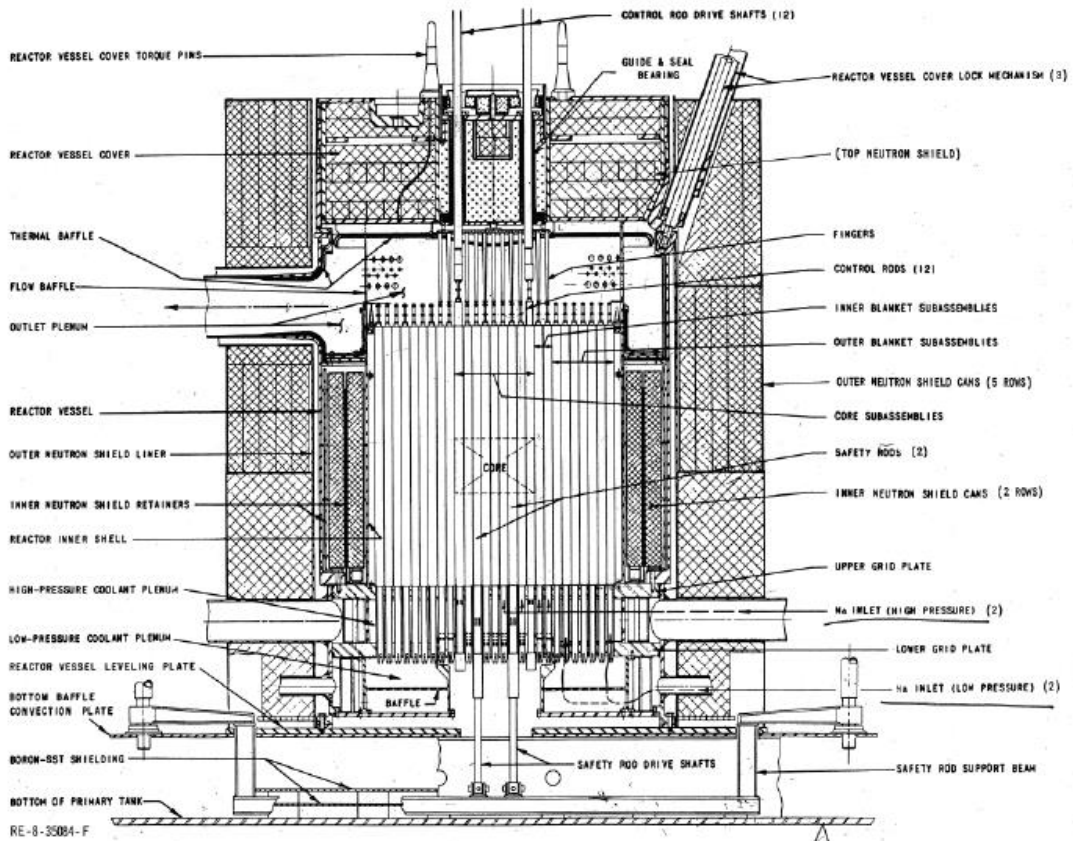 CONTROL ROD DRIVE SHAFTS (12)
REACTOR VESSEL COVER TORQUE PINS
GUIDE & SEAL
BEARING
REACTOR VESSEL COVER LOCK MECHANISM (3)
REACTOR VESSEL COVER
(TOP NEUTRON SHIELD)
THERMAL BAFFLE
FINGERS
FLOW BAFFLE
CONTROL RODS (12)
OUTLET PLENUM
INNER BLANKET SUBASSEMBLIES
OUTER BLANKET SUBASSEMBLIES
OUTER NEUTRON SHIELD CANS (5 ROWS)
REACTOR VESSEL
CORE SUBASSEMBLIES
OUTER NEUTRON SHIELD LINER
SAFETY RODS (2)
CORE
INNER NEUTRON SHIELD RETAINERS
INNER NEUTRON SHIELD CANS (2 ROWS)
REACTOR INNER SHELL
UPPER GRID PLATE
HIGH-PRESSURE COOLANT PLENUM
Na INLET (HIGH PRESSURE) (2)
LOW-PRESSURE COOLANT PLENUM
LOWER GRID PLATE
REACTOR VESSEL LEVELING PLATE
Na INLET (LOW PRESSURE) (2)
BAFFLE
BOTTOM BAFFLE
CONVECTION PLATE
BORON-SST SHIELDING
SAFETY ROD DRIVE SHAFTS
SAFETY ROD SUPPORT BEAM
BOTTOM OF PRIMARY TANK
RE-8-35084-F